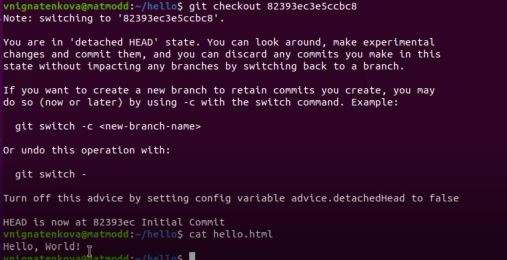 vnignatenkova@matmodd:~/hello$ git checkout 82393ec3e5ccbc8
Note: switching to '82393ec3e5ccbc8'.
You are in 'detached HEAD' state. You can look around, make experimental
changes and commit them, and you can discard any commits you make in this
state without impacting any branches by switching back to a branch.
If you want to create a new branch to retain commits you create, you may
do so (now or later) by using -c with the switch command. Example:
git switch -c <new-branch-name>
Or undo this operation with:
git switch -
Turn off this advice by setting config variable advice.detachedHead to false
HEAD is now at 82393ec Initial Commit
vnignatenkova@matmodd:~/hello$ cat hello.html
Hello, World!
vnignatenkova@matmodd:~/hello$